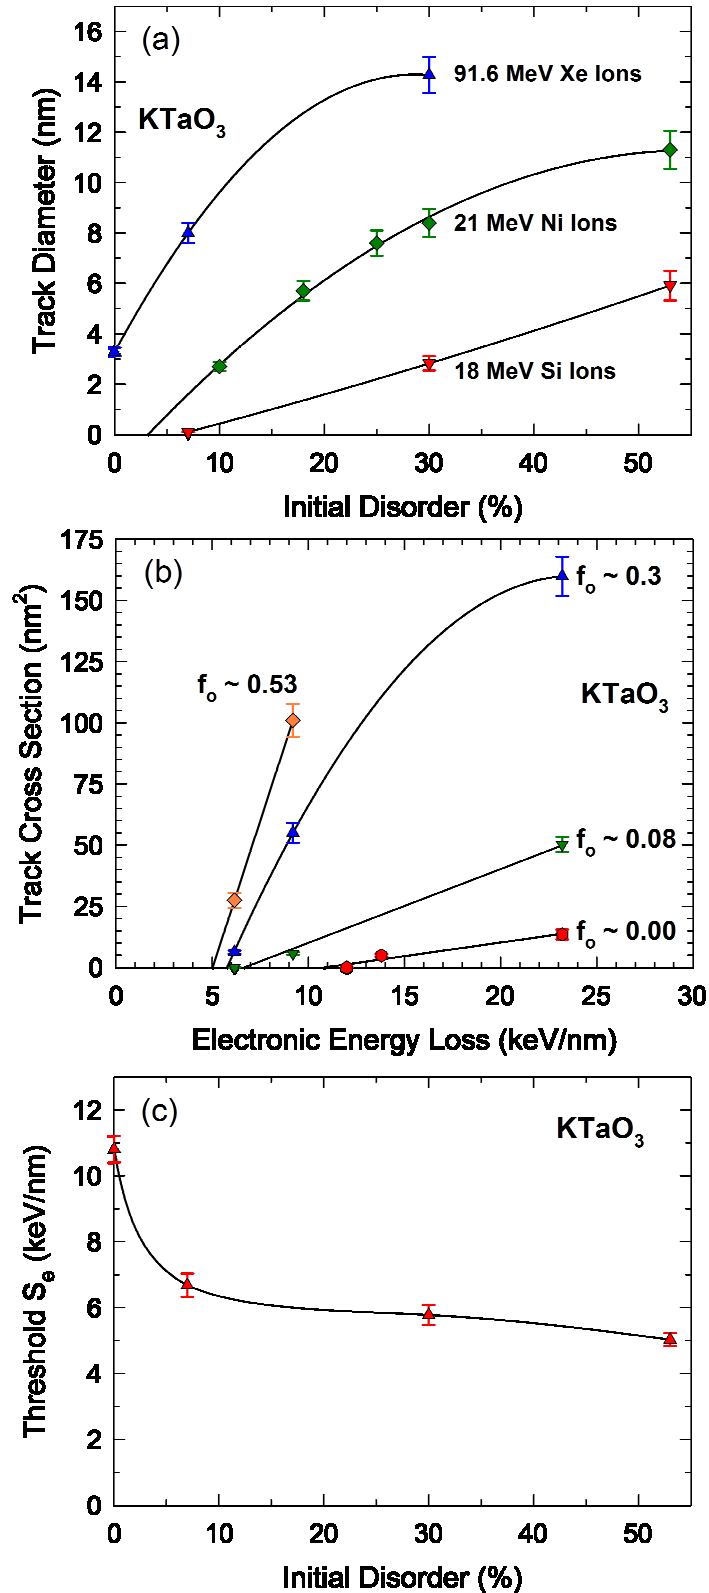 (a)
16
14
12
10
8
6
4
2
0
Track Diameter (nm)
KTaO₃
91.6 MeV Xe Ions
21 MeV Ni Ions
18 MeV Si Ions
0 10 20 30 40 50
Initial Disorder (%)
(b)
175
150
125
100
75
50
25
0
Track Cross Section (nm²)
fₒ ~ 0.3
fₒ ~ 0.53
KTaO₃
fₒ ~ 0.08
fₒ ~ 0.00
0 5 10 15 20 25 30
Electronic Energy Loss (keV/nm)
(c)
12
10
8
6
4
2
0
Threshold Sₑ (keV/nm)
KTaO₃
0 10 20 30 40 50
Initial Disorder (%)